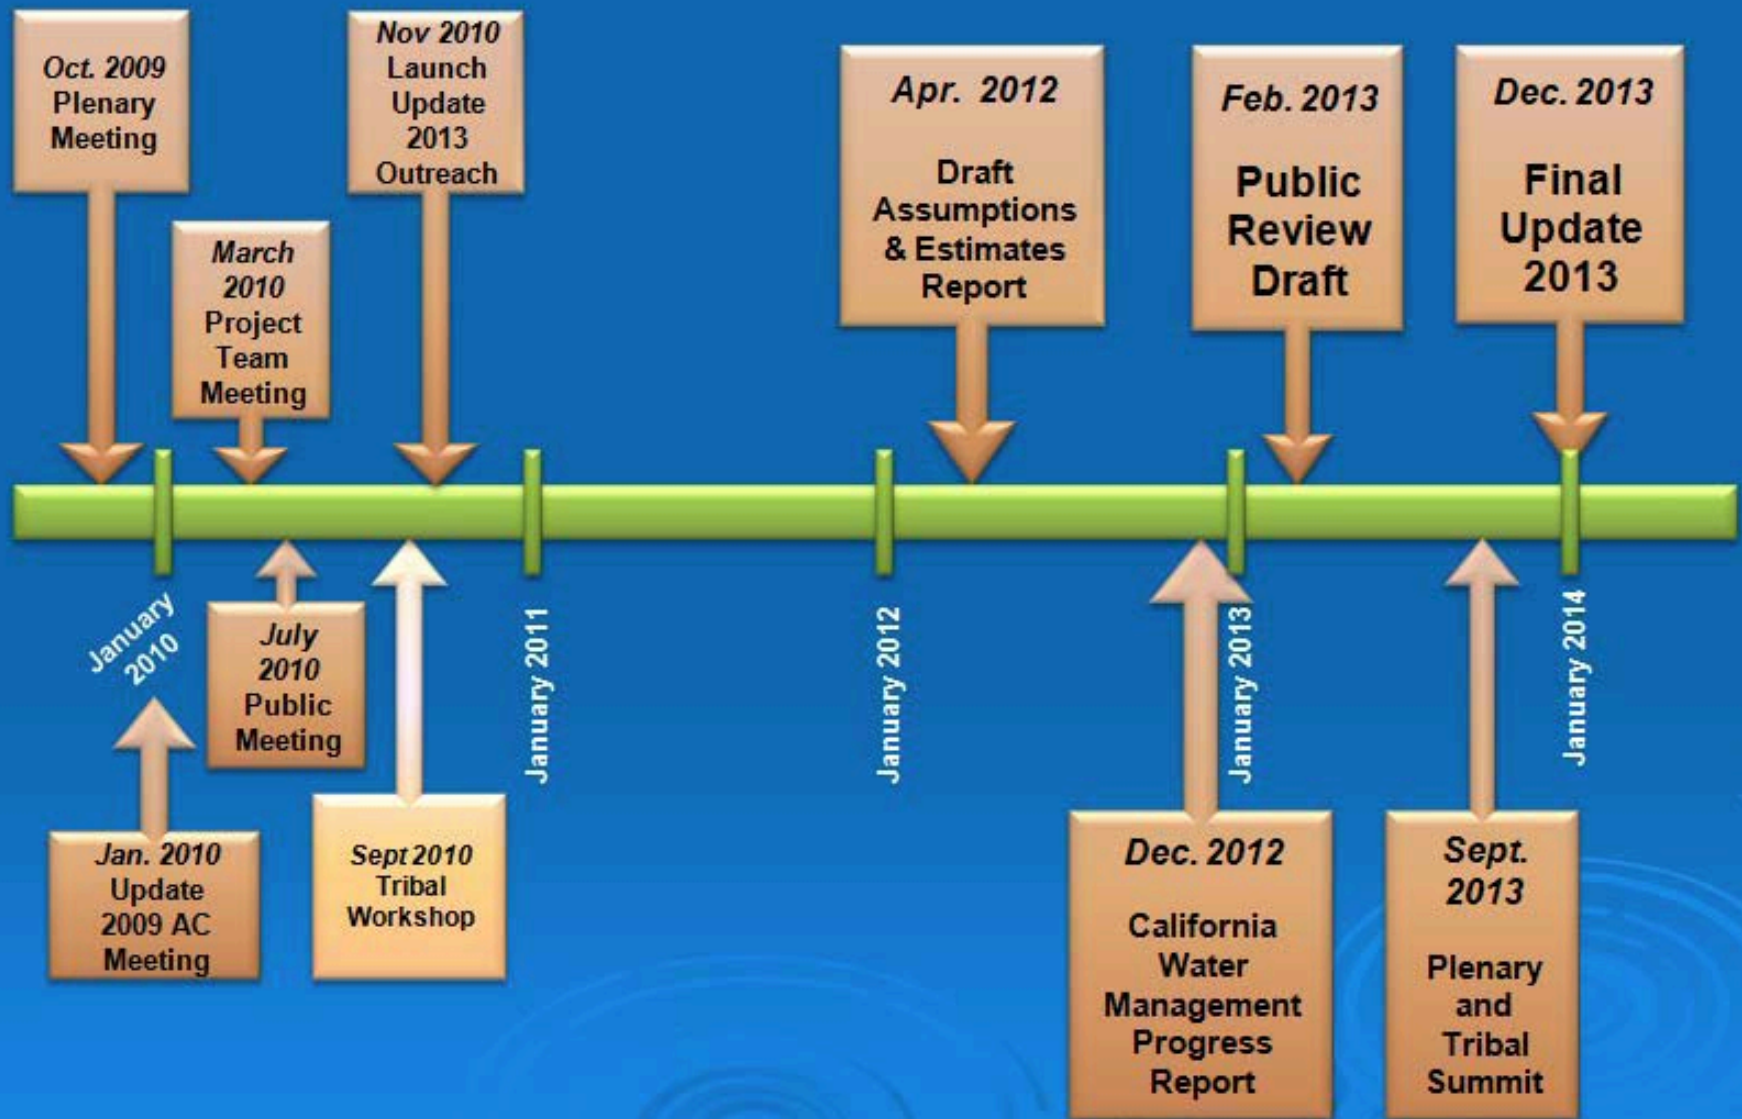 Oct. 2009
Plenary
Meeting
Nov 2010
Launch
Update
2013
Outreach
March
2010
Project
Team
Meeting
Apr. 2012
Draft
Assumptions
& Estimates
Report
Feb. 2013
Public
Review
Draft
Dec. 2013
Final
Update
2013
January
2010
January 2011
January 2012
January 2013
January 2014
July
2010
Public
Meeting
Jan. 2010
Update
2009 AC
Meeting
Sept 2010
Tribal
Workshop
Dec. 2012
California
Water
Management
Progress
Report
Sept.
2013
Plenary
and
Tribal
Summit